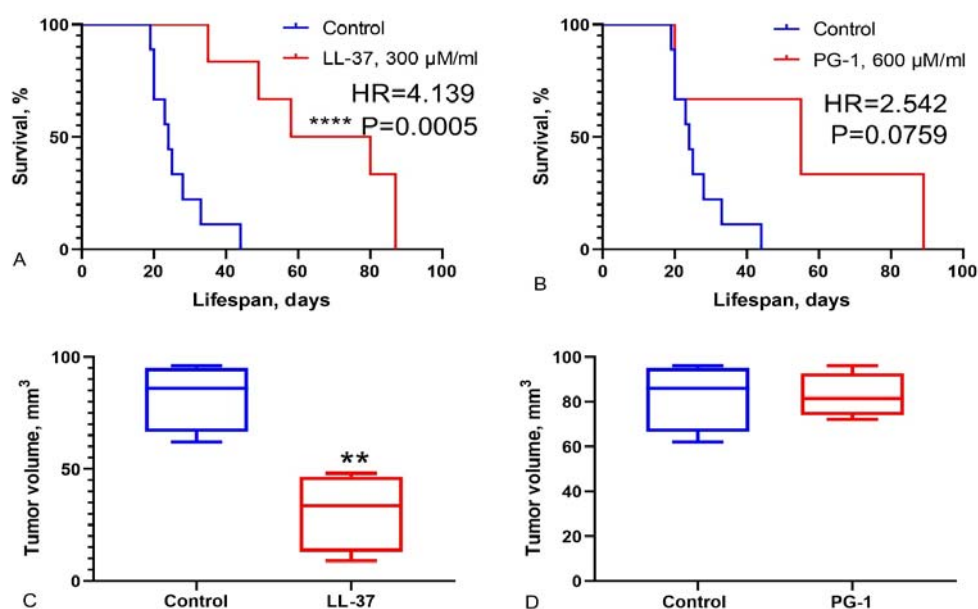 Control
LL-37, 300 µM/ml
HR=4.139
**** P=0.0005
Survival, %
100
50
0
0 20 40 60 80 100
Lifespan, days
A
Control
PG-1, 600 µM/ml
HR=2.542
P=0.0759
Survival, %
100
50
0
0 20 40 60 80 100
Lifespan, days
B
Tumor volume, mm³
100
50
0
**
Control LL-37
C
Tumor volume, mm³
100
80
60
40
20
0
Control PG-1
D